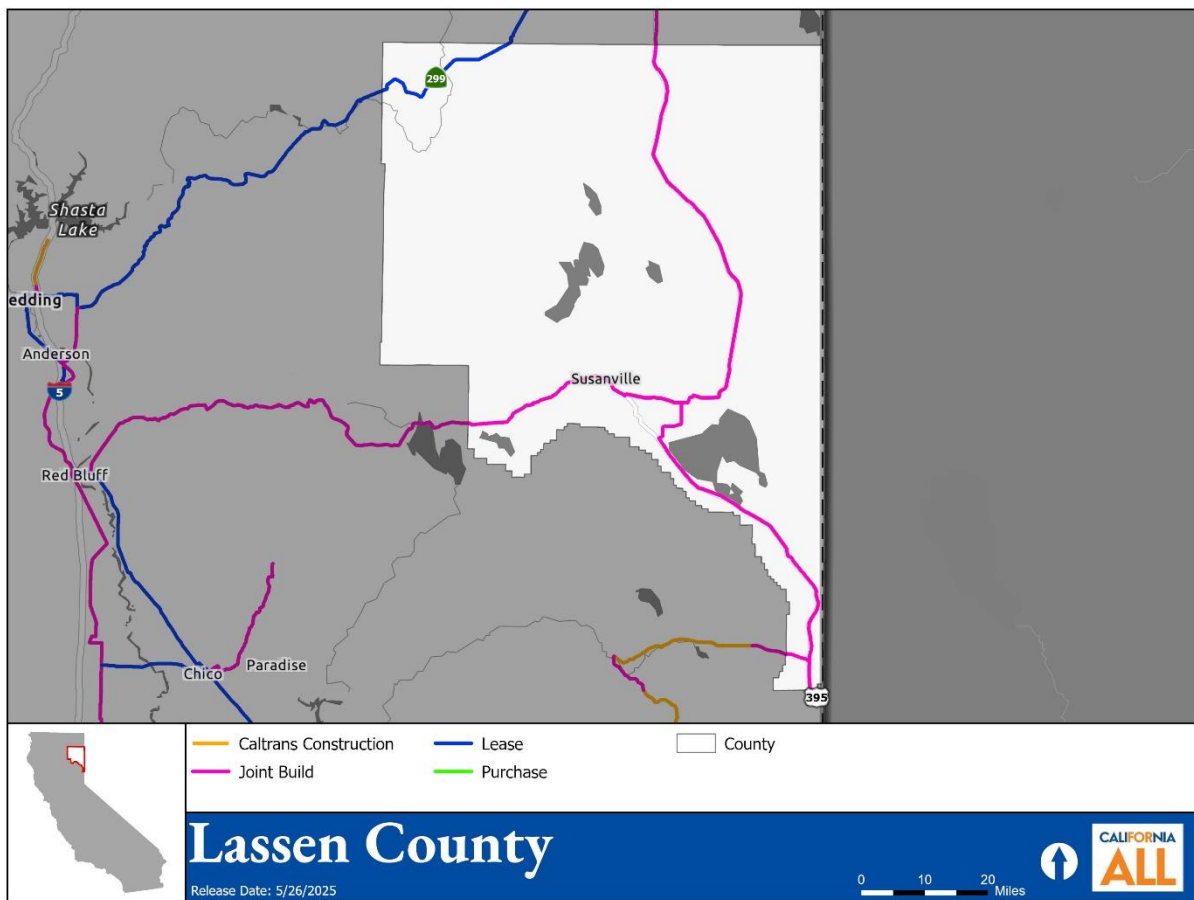 299
Shasta
Lake
edding
Anderson
5
Susanville
Red Bluff
Chico
Paradise
395
Caltrans Construction
Lease
County
Joint Build
Purchase
Lassen County
Release Date: 5/26/2025
0 10 20
Miles
CALIFORNIA
ALL